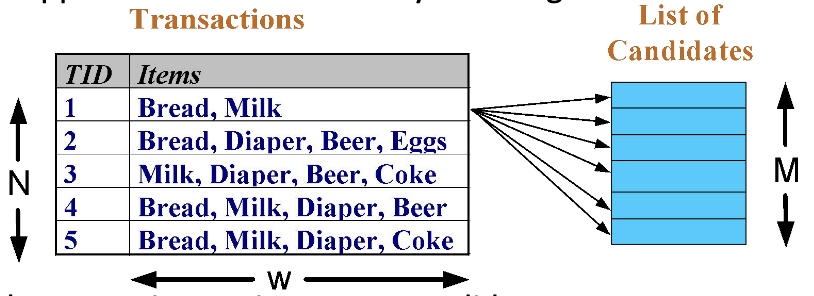 Transactions
List of
Candidates
TID Items
1 Bread, Milk
2 Bread, Diaper, Beer, Eggs
3 Milk, Diaper, Beer, Coke
4 Bread, Milk, Diaper, Beer
5 Bread, Milk, Diaper, Coke
N
M
w